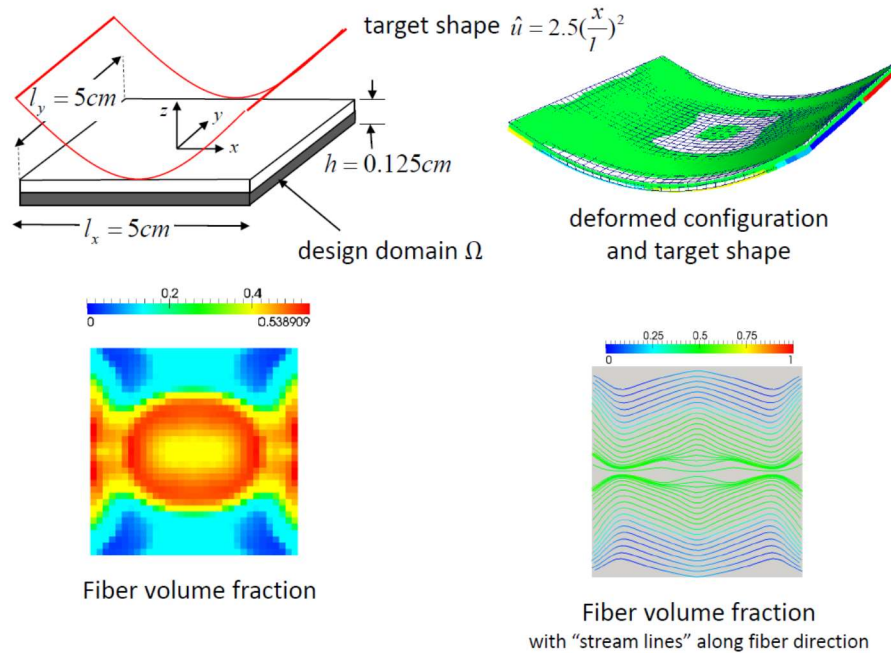 target shape û = 2.5(x/l)²
l_y = 5cm
z
y
x
h = 0.125cm
l_x = 5cm
design domain Ω
deformed configuration
and target shape
0.2 0.4
0 0.538909
Fiber volume fraction
0.25 0.5 0.75
0 1
Fiber volume fraction
with “stream lines” along fiber direction